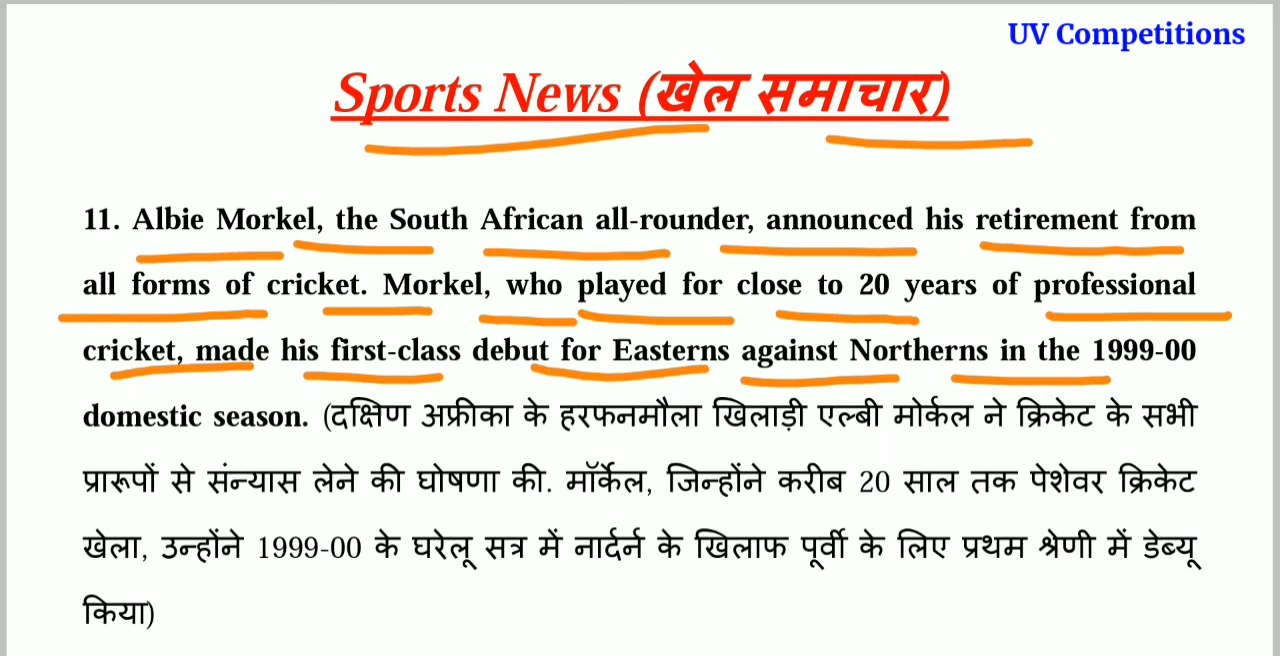 UV Competitions
Sports News (खेल समाचार)
11. Albie Morkel, the South African all-rounder, announced his retirement from
all forms of cricket. Morkel, who played for close to 20 years of professional
cricket, made his first-class debut for Easterns against Northerns in the 1999-00
domestic season. (दक्षिण अफ्रीका के हरफनमौला खिलाड़ी एल्बी मोर्कल ने क्रिकेट के सभी
प्रारूपों से संन्यास लेने की घोषणा की. मॉर्केल, जिन्होंने करीब 20 साल तक पेशेवर क्रिकेट
खेला, उन्होंने 1999-00 के घरेलू सत्र में नार्दर्न के खिलाफ पूर्वी के लिए प्रथम श्रेणी में डेब्यू
किया)